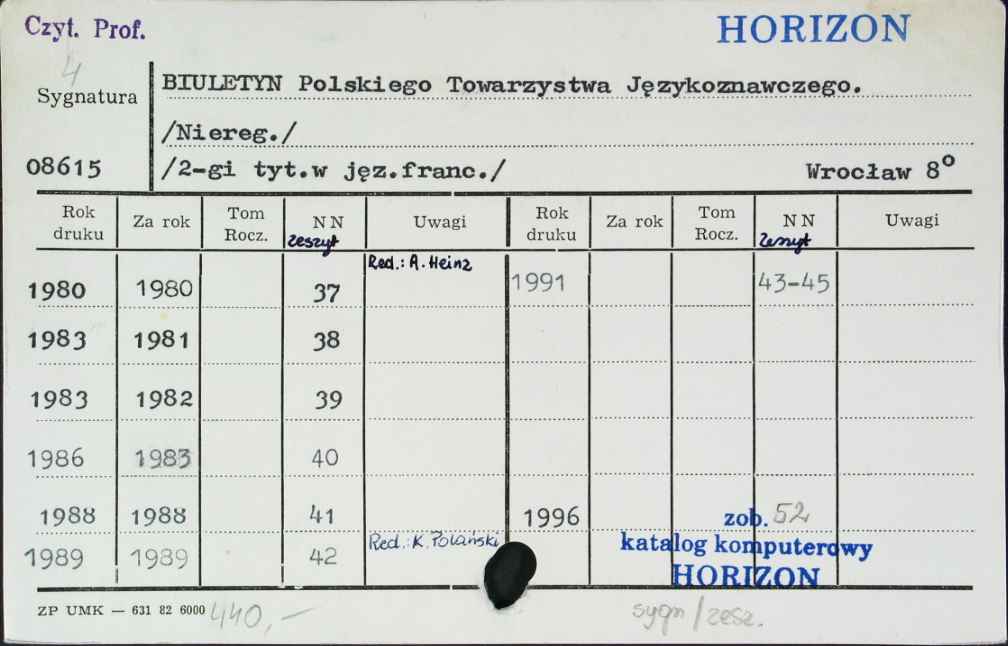 Czyt. Prof.
HORIZON
4
Sygnatura
BIULETYN Polskiego Towarzystwa Językoznawczego.
/Niereg./
08615
/2-gi tyt.w jęz.franc./ Wrocław 8°
Rok druku Za rok Tom Rocz. NN zeszyt Uwagi Rok druku Za rok Tom Rocz. NN zeszyt Uwagi
Red.: A. Heinz
1980 1980 37 1991 43-45
1983 1981 38
1983 1982 39
1986 1983 40
1988 1988 41 1996 zob. 52
Red.: K. Polański
katalog komputerowy
1989 1989 42
HORIZON
ZP UMK — 631 82 6000 440,-
sygn/zesz.